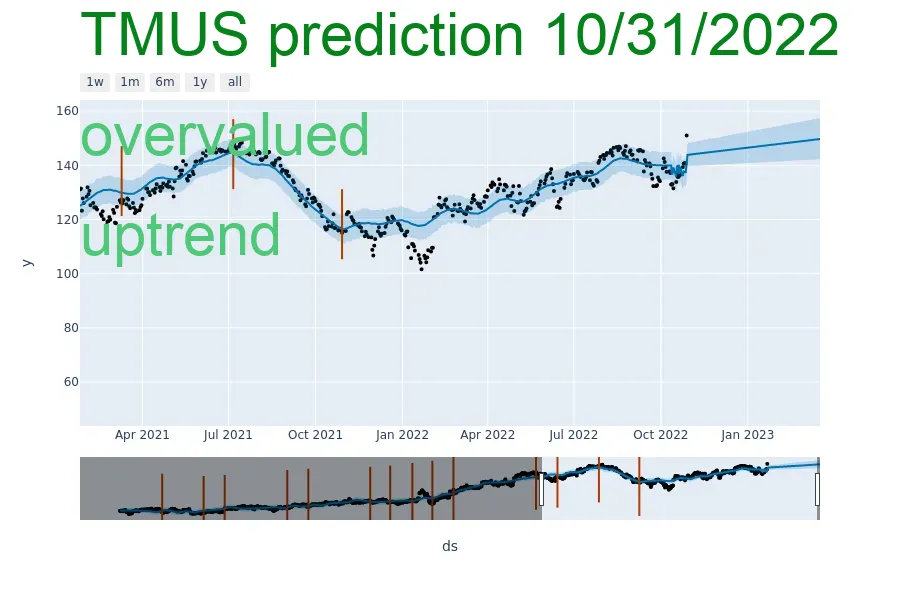 TMUS prediction 10/31/2022
1w 1m 6m 1y all
overvalued
uptrend
160
140
120
100
80
60
y
Apr 2021 Jul 2021 Oct 2021 Jan 2022 Apr 2022 Jul 2022 Oct 2022 Jan 2023
ds